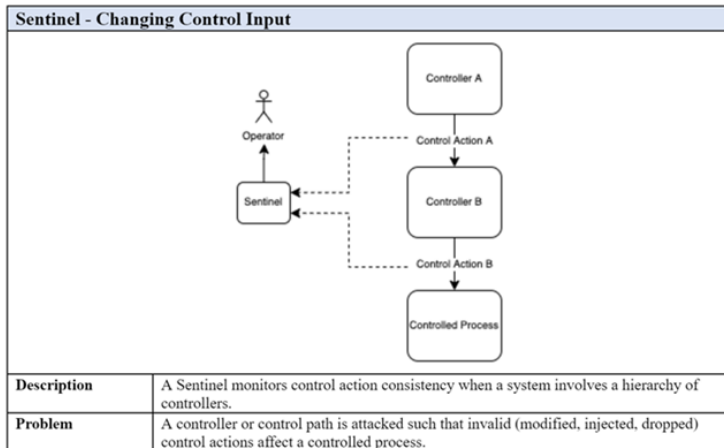 Sentinel - Changing Control Input
Controller A
Operator
Control Action A
Sentinel
Controller B
Control Action B
Controlled Process
Description
A Sentinel monitors control action consistency when a system involves a hierarchy of
controllers.
Problem
A controller or control path is attacked such that invalid (modified, injected, dropped)
control actions affect a controlled process.